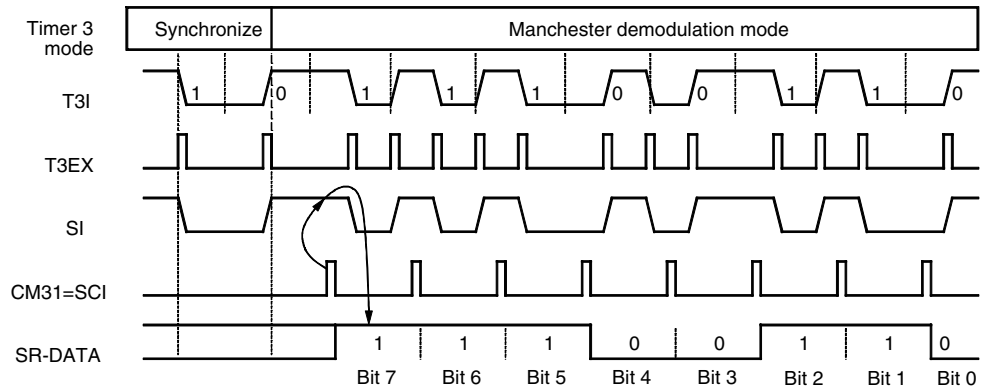 Timer 3
mode
Synchronize
Manchester demodulation mode
T3I
1 0 1 1 1 0 0 1 1 0
T3EX
SI
CM31=SCI
SR-DATA
1 1 1 0 0 1 1 0
Bit 7 Bit 6 Bit 5 Bit 4 Bit 3 Bit 2 Bit 1 Bit 0